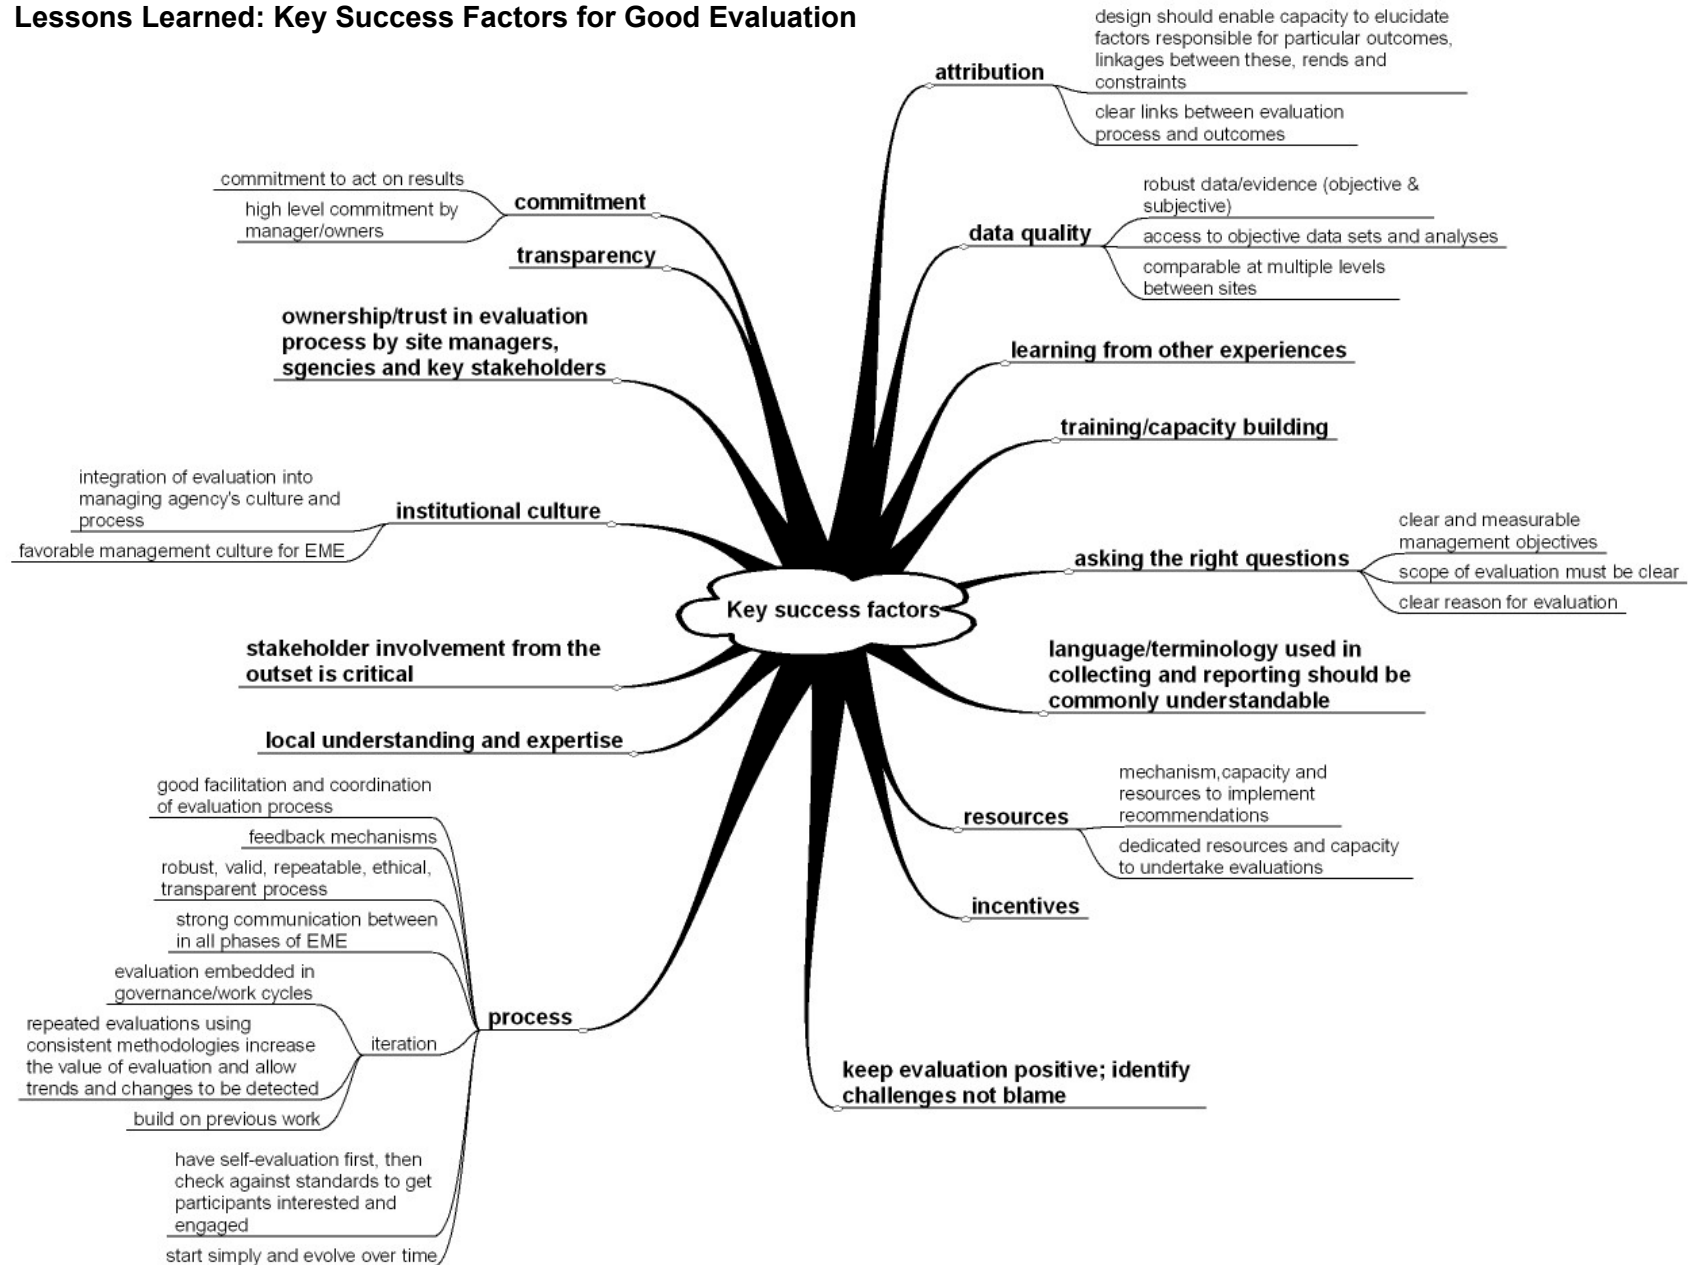 Lessons Learned: Key Success Factors for Good Evaluation
design should enable capacity to elucidate
factors responsible for particular outcomes,
linkages between these, rends and
constraints
attribution
clear links between evaluation
process and outcomes
commitment to act on results
commitment
high level commitment by
manager/owners
transparency
robust data/evidence (objective &
subjective)
data quality
access to objective data sets and analyses
comparable at multiple levels
between sites
ownership/trust in evaluation
process by site managers,
sgencies and key stakeholders
learning from other experiences
training/capacity building
integration of evaluation into
managing agency's culture and
process
institutional culture
favorable management culture for EME
clear and measurable
management objectives
asking the right questions
scope of evaluation must be clear
clear reason for evaluation
Key success factors
stakeholder involvement from the
outset is critical
language/terminology used in
collecting and reporting should be
commonly understandable
local understanding and expertise
mechanism,capacity and
resources to implement
recommendations
resources
dedicated resources and capacity
to undertake evaluations
incentives
good facilitation and coordination
of evaluation process
feedback mechanisms
robust, valid, repeatable, ethical,
transparent process
strong communication between
in all phases of EME
process
evaluation embedded in
governance/work cycles
iteration
repeated evaluations using
consistent methodologies increase
the value of evaluation and allow
trends and changes to be detected
build on previous work
have self-evaluation first, then
check against standards to get
participants interested and
engaged
start simply and evolve over time
keep evaluation positive; identify
challenges not blame